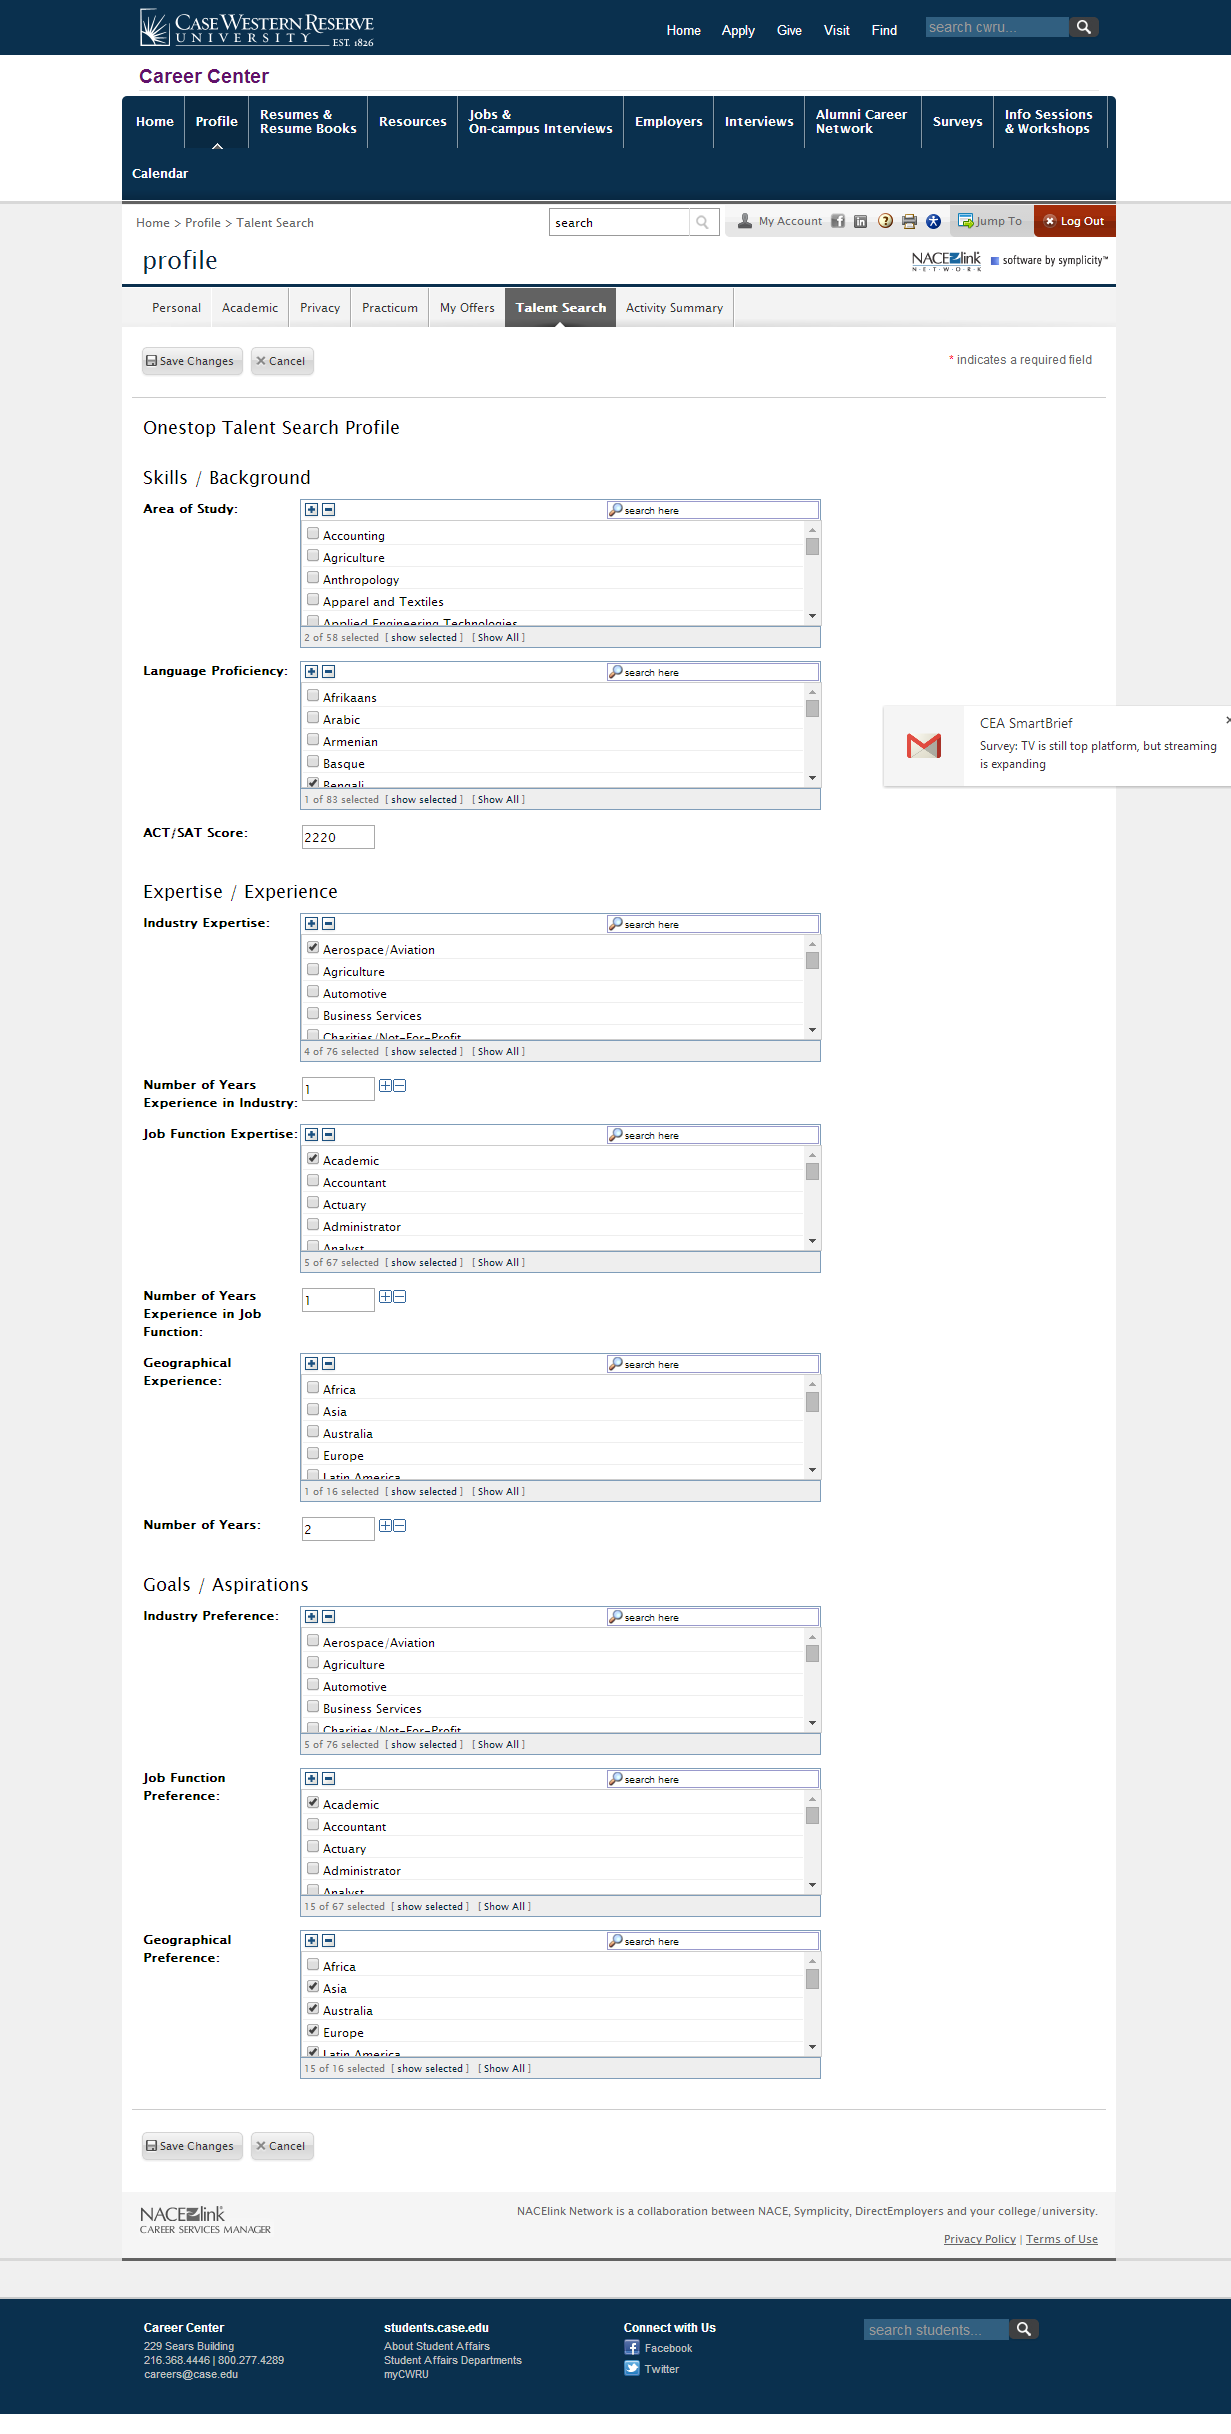 CASE WESTERN RESERVE
UNIVERSITY EST. 1826
Home Apply Give Visit Find search cwru...
Career Center
Home Profile Resumes & Resume Books Resources Jobs & On-campus Interviews Employers Interviews Alumni Career Network Surveys Info Sessions & Workshops
Calendar
Home > Profile > Talent Search search My Account Jump To Log Out
profile NACElink NETWORK software by symplicity™
Personal Academic Privacy Practicum My Offers Talent Search Activity Summary
Save Changes Cancel * indicates a required field
Onestop Talent Search Profile
Skills / Background
Area of Study: search here
Accounting
Agriculture
Anthropology
Apparel and Textiles
Applied Engineering Technologies
2 of 58 selected [ show selected ] [ Show All ]
Language Proficiency: search here
Afrikaans
Arabic
Armenian
Basque
Bengali
1 of 83 selected [ show selected ] [ Show All ]
CEA SmartBrief
Survey: TV is still top platform, but streaming
is expanding
ACT/SAT Score: 2220
Expertise / Experience
Industry Expertise: search here
Aerospace/Aviation
Agriculture
Automotive
Business Services
Charities/Not-For-Profit
4 of 76 selected [ show selected ] [ Show All ]
Number of Years
Experience in Industry: 1
Job Function Expertise: search here
Academic
Accountant
Actuary
Administrator
Analyst
5 of 67 selected [ show selected ] [ Show All ]
Number of Years
Experience in Job
Function: 1
Geographical
Experience: search here
Africa
Asia
Australia
Europe
Latin America
1 of 16 selected [ show selected ] [ Show All ]
Number of Years: 2
Goals / Aspirations
Industry Preference: search here
Aerospace/Aviation
Agriculture
Automotive
Business Services
Charities/Not-For-Profit
5 of 76 selected [ show selected ] [ Show All ]
Job Function
Preference: search here
Academic
Accountant
Actuary
Administrator
Analyst
15 of 67 selected [ show selected ] [ Show All ]
Geographical
Preference: search here
Africa
Asia
Australia
Europe
Latin America
15 of 16 selected [ show selected ] [ Show All ]
Save Changes Cancel
NACElink
CAREER SERVICES MANAGER
NACElink Network is a collaboration between NACE, Symplicity, DirectEmployers and your college/university.
Privacy Policy | Terms of Use
Career Center
229 Sears Building
216.368.4446 | 800.277.4289
careers@case.edu
students.case.edu
About Student Affairs
Student Affairs Departments
myCWRU
Connect with Us
Facebook
Twitter
search students...